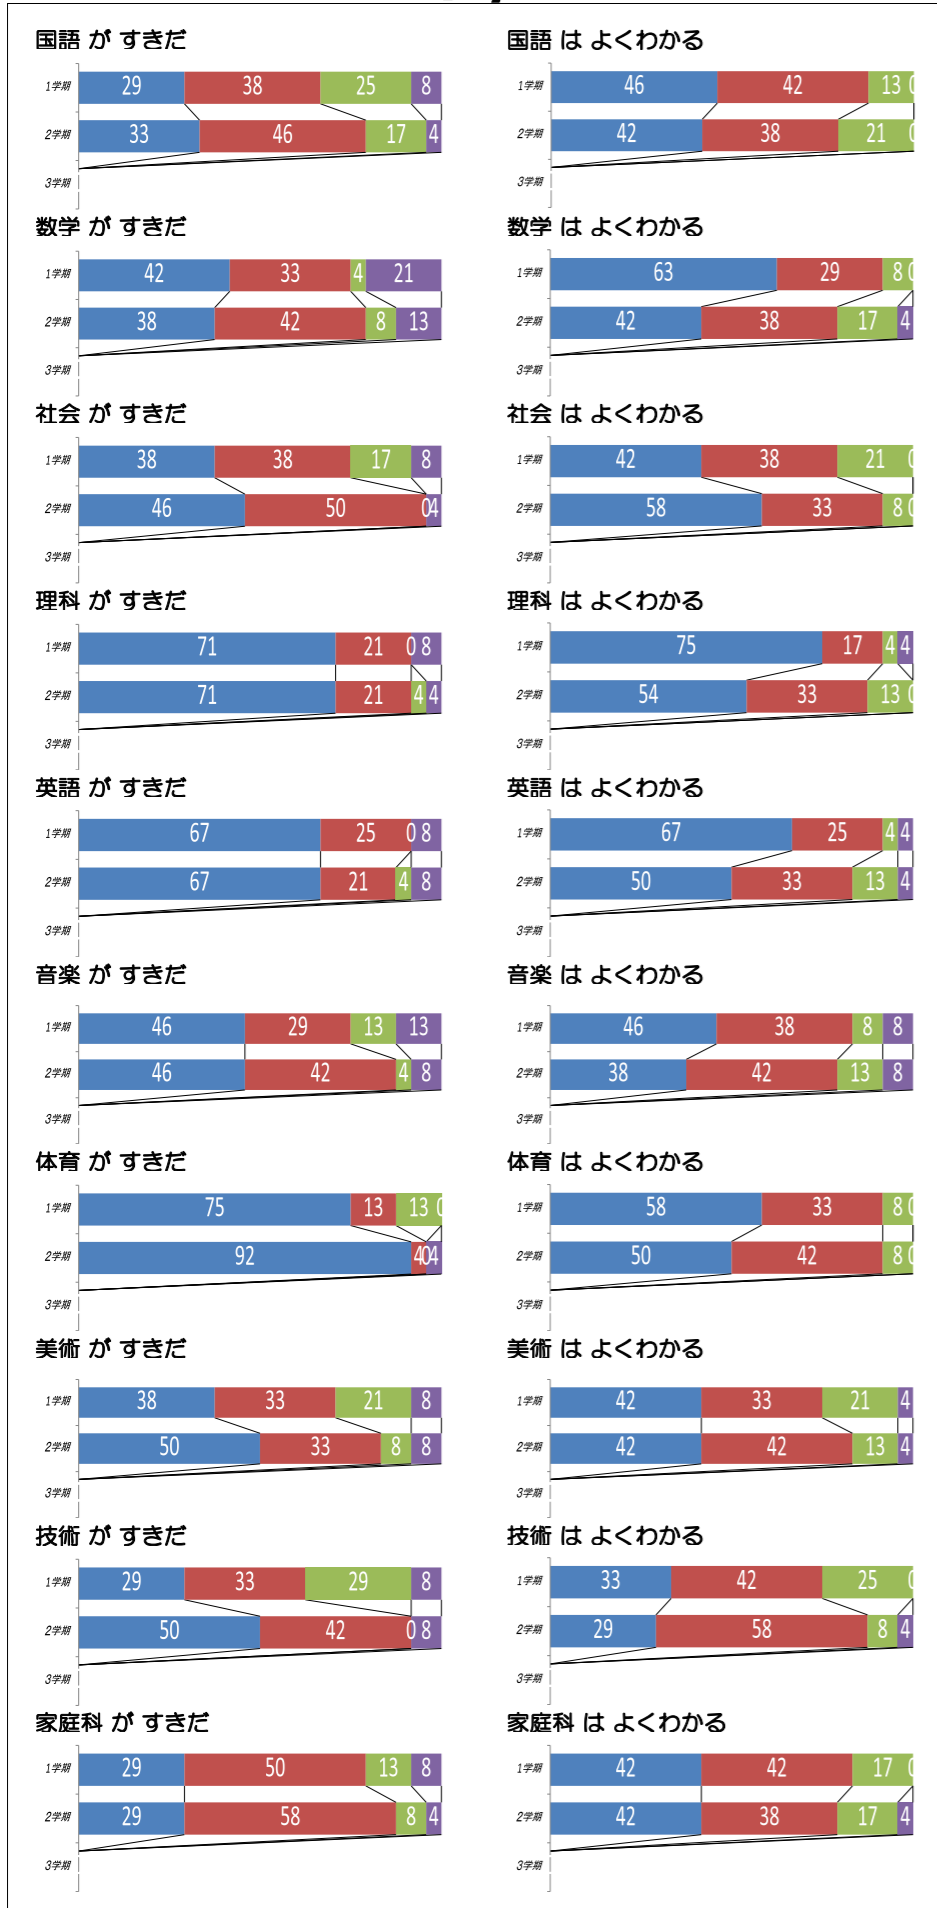 国語 が すきだ
1学期 29 38 25 8
2学期 33 46 17 4
3学期
国語 は よくわかる
1学期 46 42 13 0
2学期 42 38 21 0
3学期
数学 が すきだ
1学期 42 33 4 21
2学期 38 42 8 13
3学期
数学 は よくわかる
1学期 63 29 8 0
2学期 42 38 17 4
3学期
社会 が すきだ
1学期 38 38 17 8
2学期 46 50 0 4
3学期
社会 は よくわかる
1学期 42 38 21 0
2学期 58 33 8 0
3学期
理科 が すきだ
1学期 71 21 0 8
2学期 71 21 4 4
3学期
理科 は よくわかる
1学期 75 17 4 4
2学期 54 33 13 0
3学期
英語 が すきだ
1学期 67 25 0 8
2学期 67 21 4 8
3学期
英語 は よくわかる
1学期 67 25 4 4
2学期 50 33 13 4
3学期
音楽 が すきだ
1学期 46 29 13 13
2学期 46 42 4 8
3学期
音楽 は よくわかる
1学期 46 38 8 8
2学期 38 42 13 8
3学期
体育 が すきだ
1学期 75 13 13 0
2学期 92 4 0 4
3学期
体育 は よくわかる
1学期 58 33 8 0
2学期 50 42 8 0
3学期
美術 が すきだ
1学期 38 33 21 8
2学期 50 33 8 8
3学期
美術 は よくわかる
1学期 42 33 21 4
2学期 42 42 13 4
3学期
技術 が すきだ
1学期 29 33 29 8
2学期 50 42 0 8
3学期
技術 は よくわかる
1学期 33 42 25 0
2学期 29 58 8 4
3学期
家庭科 が すきだ
1学期 29 50 13 8
2学期 29 58 8 4
3学期
家庭科 は よくわかる
1学期 42 42 17 0
2学期 42 38 17 4
3学期